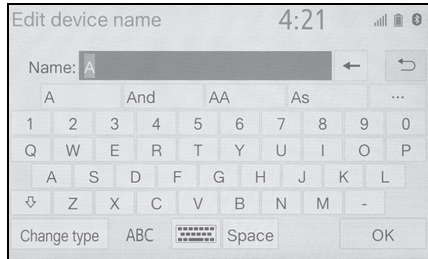 Edit device name 4:21
Name: A
A And AA As ...
1 2 3 4 5 6 7 8 9 0
Q W E R T Y U I O P
A S D F G H J K L
Z X C V B N M -
Change type ABC Space OK